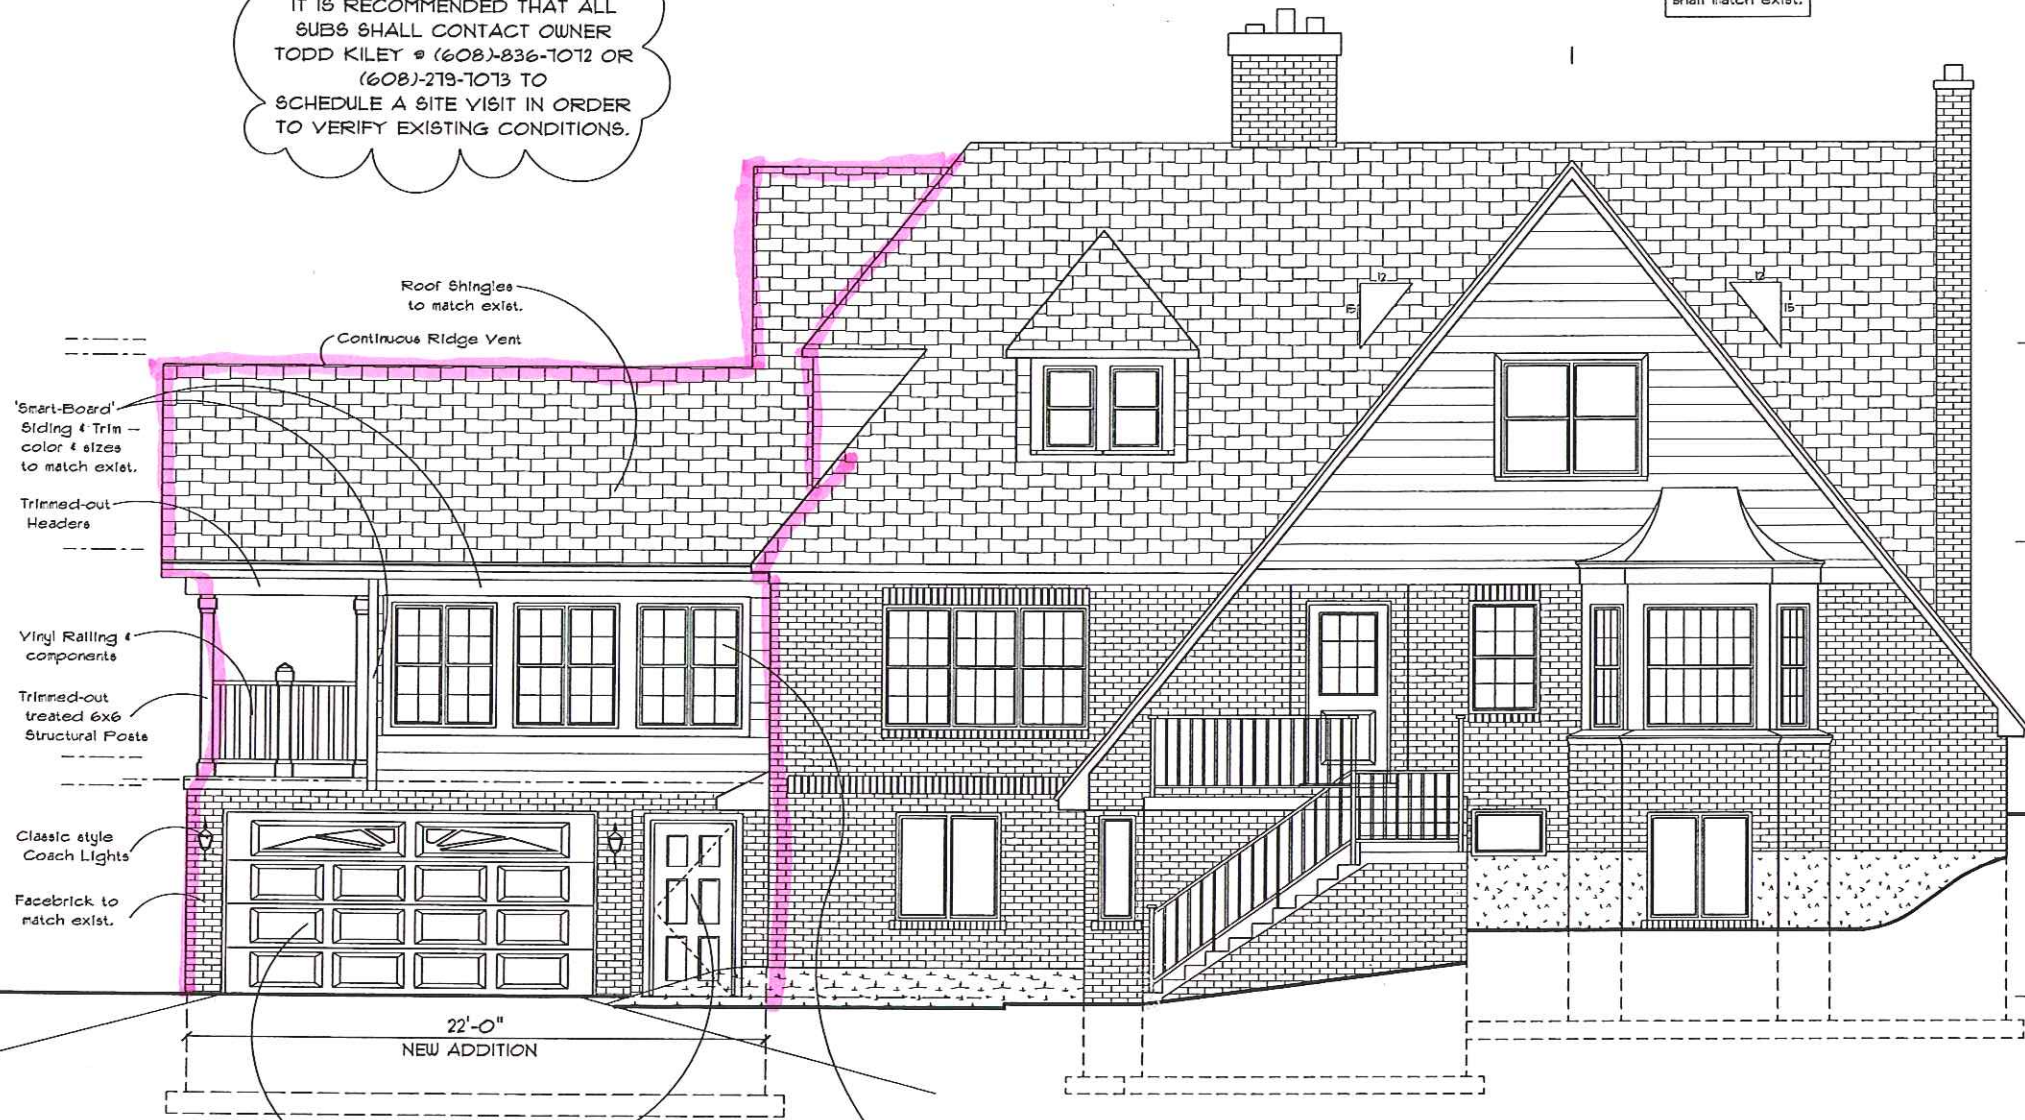 IT IS RECOMMENDED THAT ALL
SUBS SHALL CONTACT OWNER
TODD KILEY @ (608)-836-7072 OR
(608)-279-7073 TO
SCHEDULE A SITE VISIT IN ORDER
TO VERIFY EXISTING CONDITIONS.
shall match exist.
Roof Shingles
to match exist.
Continuous Ridge Vent
'Smart-Board'
Siding & Trim -
color & sizes
to match exist.
Trimmed-out
Headers
Vinyl Railing &
components
Trimmed-out
treated 6x6
Structural Posts
Classic style
Coach Lights
Facebrick to
match exist.
12
15
12
15
22'-0"
NEW ADDITION